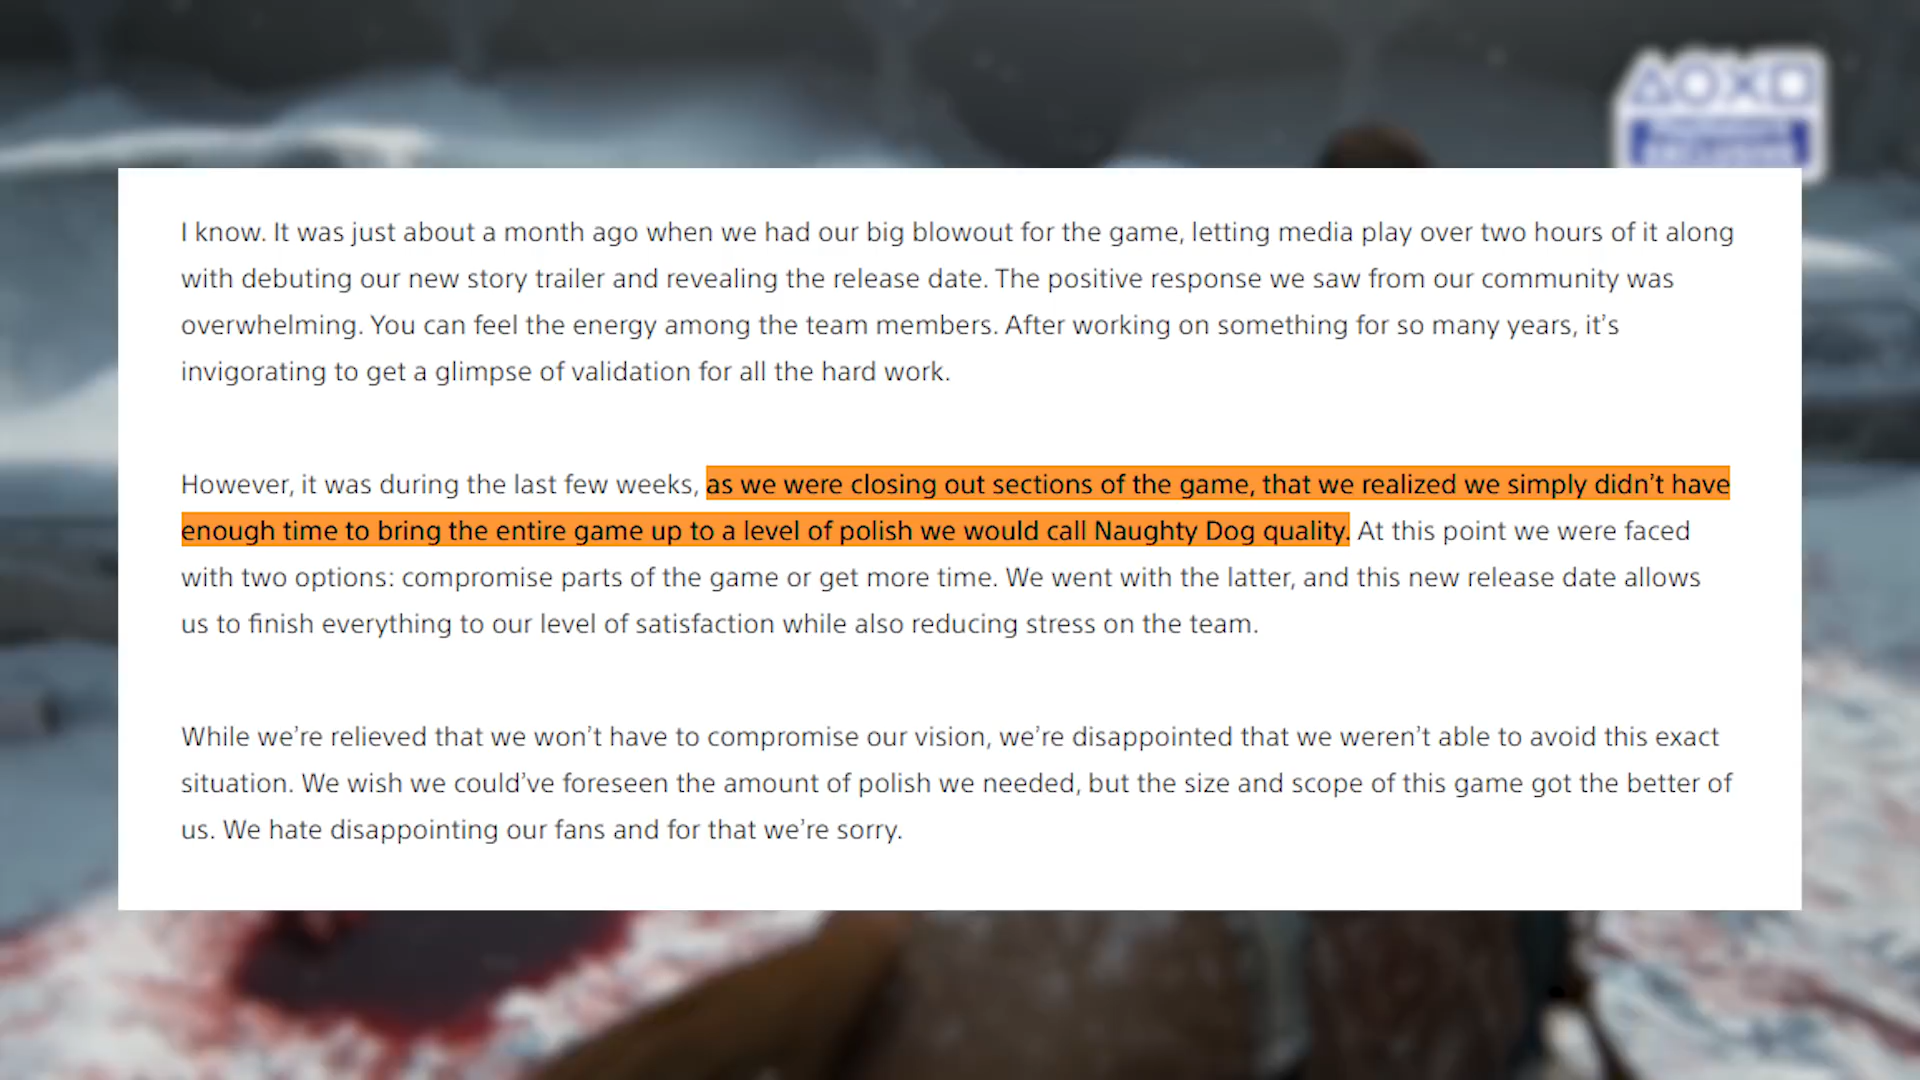 I know. It was just about a month ago when we had our big blowout for the game, letting media play over two hours of it along
with debuting our new story trailer and revealing the release date. The positive response we saw from our community was
overwhelming. You can feel the energy among the team members. After working on something for so many years, it’s
invigorating to get a glimpse of validation for all the hard work.
However, it was during the last few weeks, as we were closing out sections of the game, that we realized we simply didn’t have
enough time to bring the entire game up to a level of polish we would call Naughty Dog quality. At this point we were faced
with two options: compromise parts of the game or get more time. We went with the latter, and this new release date allows
us to finish everything to our level of satisfaction while also reducing stress on the team.
While we’re relieved that we won’t have to compromise our vision, we’re disappointed that we weren’t able to avoid this exact
situation. We wish we could’ve foreseen the amount of polish we needed, but the size and scope of this game got the better of
us. We hate disappointing our fans and for that we’re sorry.